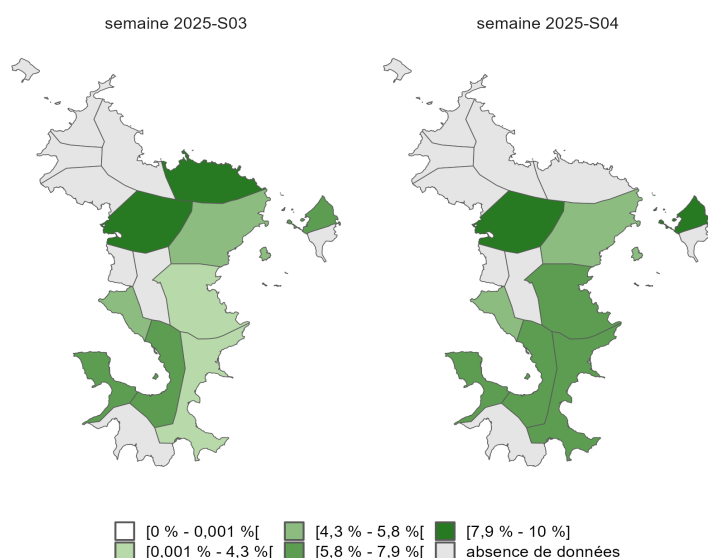 semaine 2025-S03 semaine 2025-S04
[0 % - 0,001 %[ [4,3 % - 5,8 %[ [7,9 % - 10 %]
[0,001 % - 4,3 %[ [5,8 % - 7,9 %[ absence de données